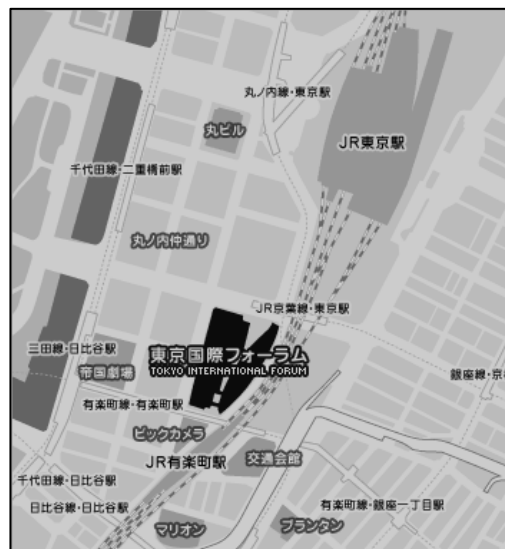 丸ノ内線・東京駅
丸ビル
JR東京駅
千代田線・二重橋前駅
丸ノ内仲通り
JR京葉線・東京駅
三田線・日比谷駅
東京国際フォーラム
TOKYO INTERNATIONAL FORUM
帝国劇場
銀座線・京
有楽町線・有楽町駅
ビックカメラ
JR有楽町駅
交通会館
千代田線・日比谷駅
日比谷線・日比谷駅
有楽町線・銀座一丁目駅
マリオン
プランタン